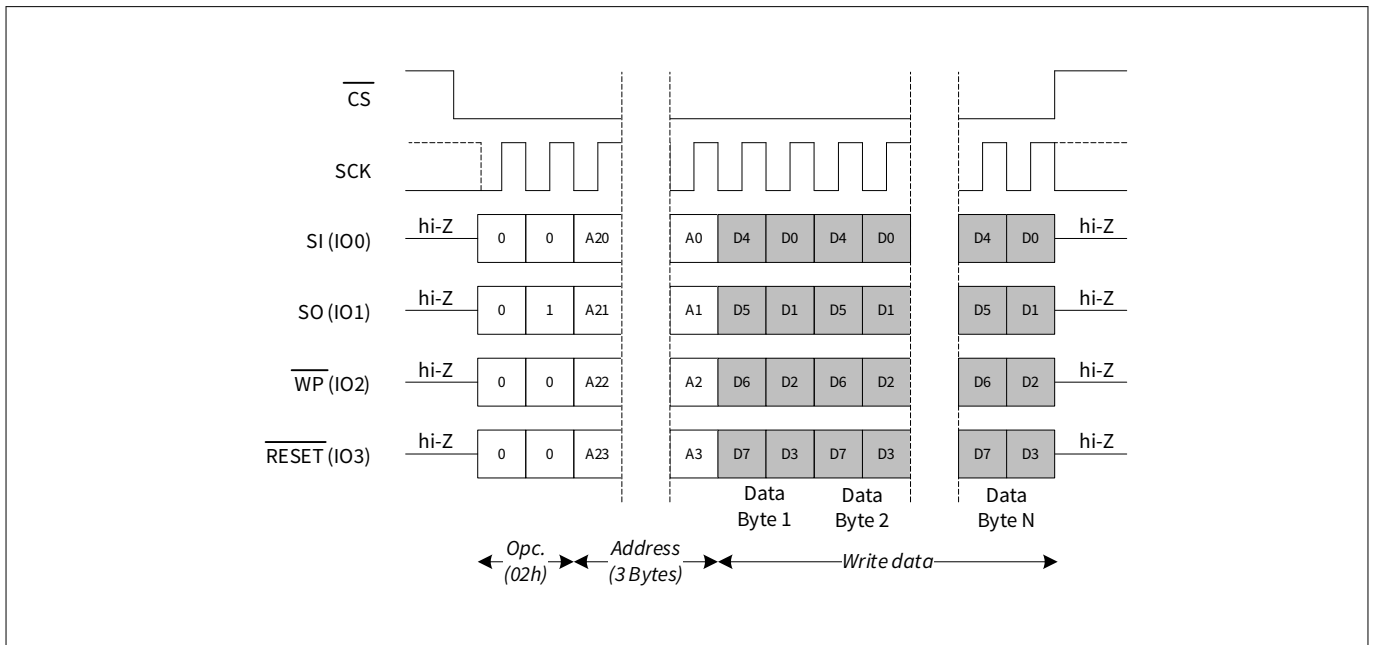 CS
SCK
SI (IO0) hi-Z 0 0 A20 A0 D4 D0 D4 D0 D4 D0 hi-Z
SO (IO1) hi-Z 0 1 A21 A1 D5 D1 D5 D1 D5 D1 hi-Z
WP (IO2) hi-Z 0 0 A22 A2 D6 D2 D6 D2 D6 D2 hi-Z
RESET (IO3) hi-Z 0 0 A23 A3 D7 D3 D7 D3 D7 D3 hi-Z
Data Data Data
Byte 1 Byte 2 Byte N
Opc. Address Write data
(02h) (3 Bytes)